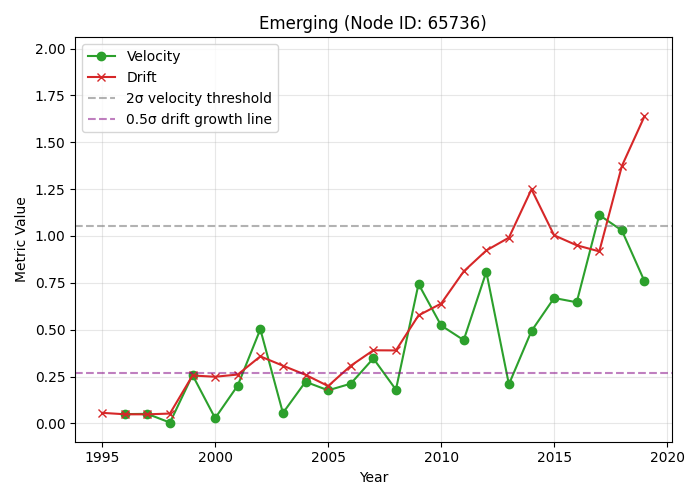 Emerging (Node ID: 65736)
Velocity
Drift
2σ velocity threshold
0.5σ drift growth line
Metric Value
2.00
1.75
1.50
1.25
1.00
0.75
0.50
0.25
0.00
1995
2000
2005
2010
2015
2020
Year